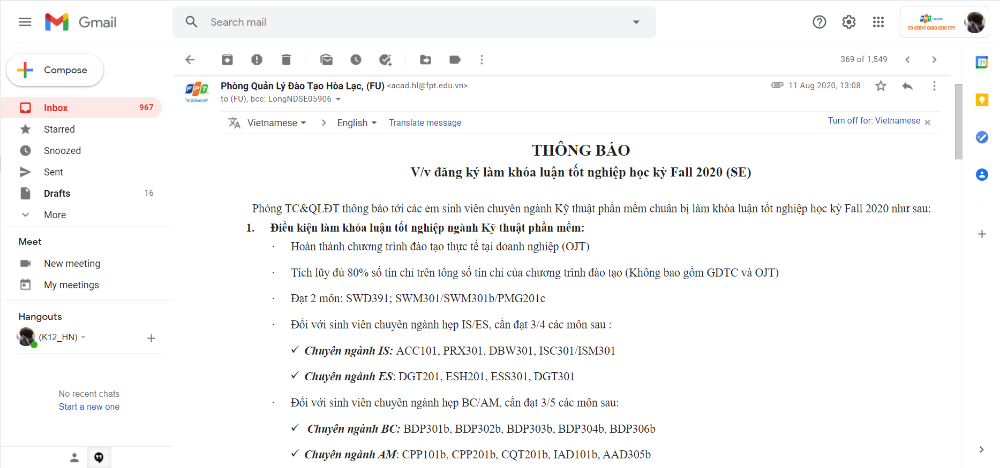 Gmail
Search mail
FPT Education
TỔ CHỨC GIÁO DỤC FPT
Compose
369 of 1,549
31
FPT
Phòng Quản Lý Đào Tạo Hòa Lạc, (FU) <acad.hl@fpt.edu.vn>
11 Aug 2020, 13:08
to (FU), bcc: LongNDSE05906
Inbox 967
Starred
Snoozed
Sent
Drafts 16
More
Meet
New meeting
My meetings
Hangouts
(K12_HN)
No recent chats
Start a new one
Vietnamese > English Translate message
Turn off for: Vietnamese ×
THÔNG BÁO
V/v đăng ký làm khóa luận tốt nghiệp học kỳ Fall 2020 (SE)
Phòng TC&QLĐT thông báo tới các em sinh viên chuyên ngành Kỹ thuật phần mềm chuẩn bị làm khóa luận tốt nghiệp học kỳ Fall 2020 như sau:
1. Điều kiện làm khóa luận tốt nghiệp ngành Kỹ thuật phần mềm:
· Hoàn thành chương trình đào tạo thực tế tại doanh nghiệp (OJT)
· Tích lũy đủ 80% số tín chỉ trên tổng số tín chỉ của chương trình đào tạo (Không bao gồm GDTC và OJT)
· Đạt 2 môn: SWD391; SWM301/SWM301b/PMG201c
· Đối với sinh viên chuyên ngành hẹp IS/ES, cần đạt 3/4 các môn sau :
✓ Chuyên ngành IS: ACC101, PRX301, DBW301, ISC301/ISM301
✓ Chuyên ngành ES: DGT201, ESH201, ESS301, DGT301
· Đối với sinh viên chuyên ngành hẹp BC/AM, cần đạt 3/5 các môn sau:
✓ Chuyên ngành BC: BDP301b, BDP302b, BDP303b, BDP304b, BDP306b
✓ Chuyên ngành AM: CPP101b, CPP201b, CQT201b, IAD101b, AAD305b